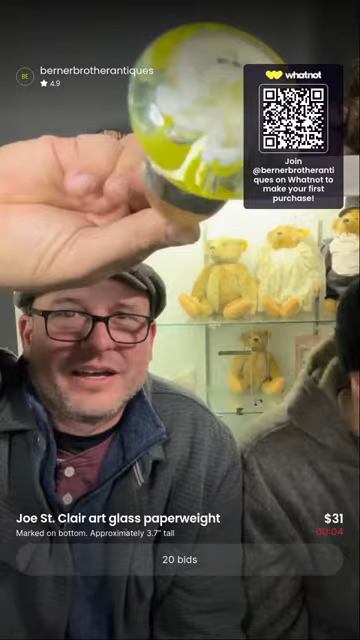 BE
bernerbrotherantiques
4.9
whatnot
Join
@bernerbrotheranti
ques on Whatnot to
make your first
purchase!
Joe St. Clair art glass paperweight
$31
Marked on bottom. Approximately 3.7" tall
00:04
20 bids